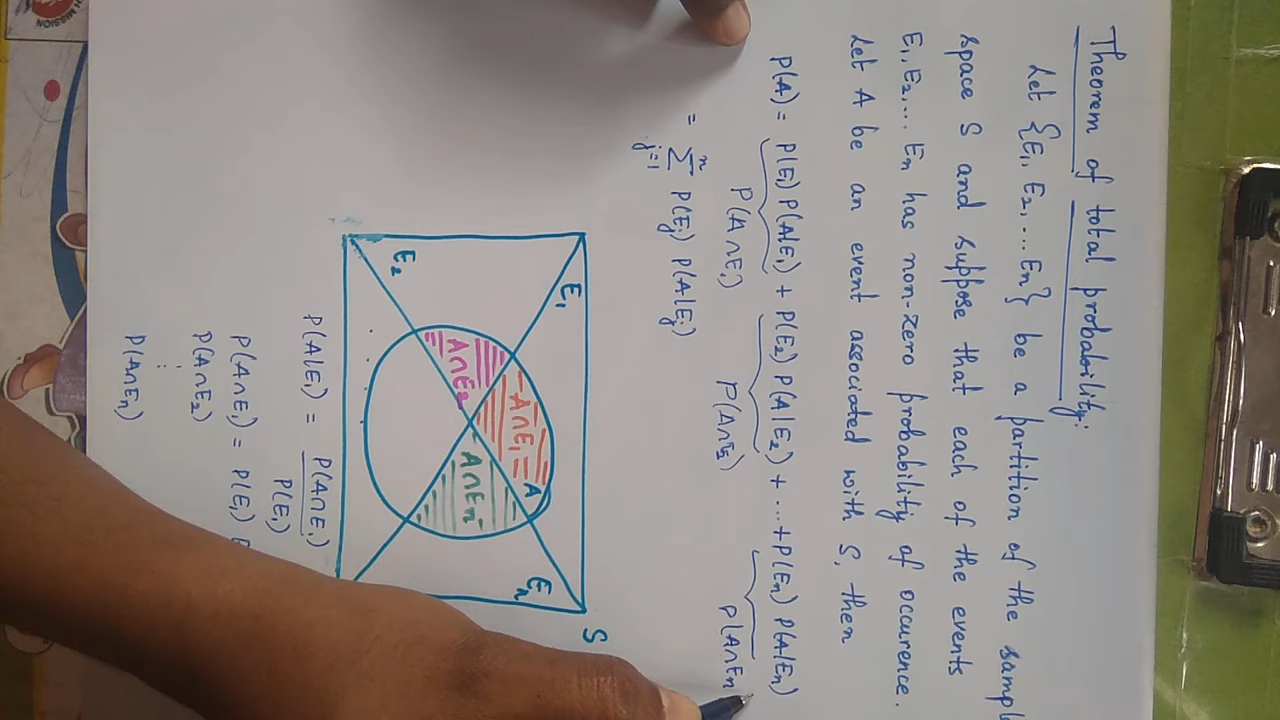 Theorem of total probability:
Let {E₁, E₂, ... En} be a partition of the sample
space S and suppose that each of the events
E₁, E₂, ... En has non-zero probability of occurence.
Let A be an event associated with S, then
P(A) = P(E₁) P(A|E₁) + P(E₂) P(A|E₂) + ... + P(En) P(A|En)
P(A∩E₁) P(A∩E₂) P(A∩En
= Σ P(Ej) P(A|Ej)
n
j=1
S
E₁
En
A
A∩E₁
A∩E₂
A∩En
E₂
P(A|E₁) = P(A∩E₁)
P(E₁)
P(A∩E₁) = P(E₁)
P(A∩E₂)
⋮
P(A∩En)
MISSION